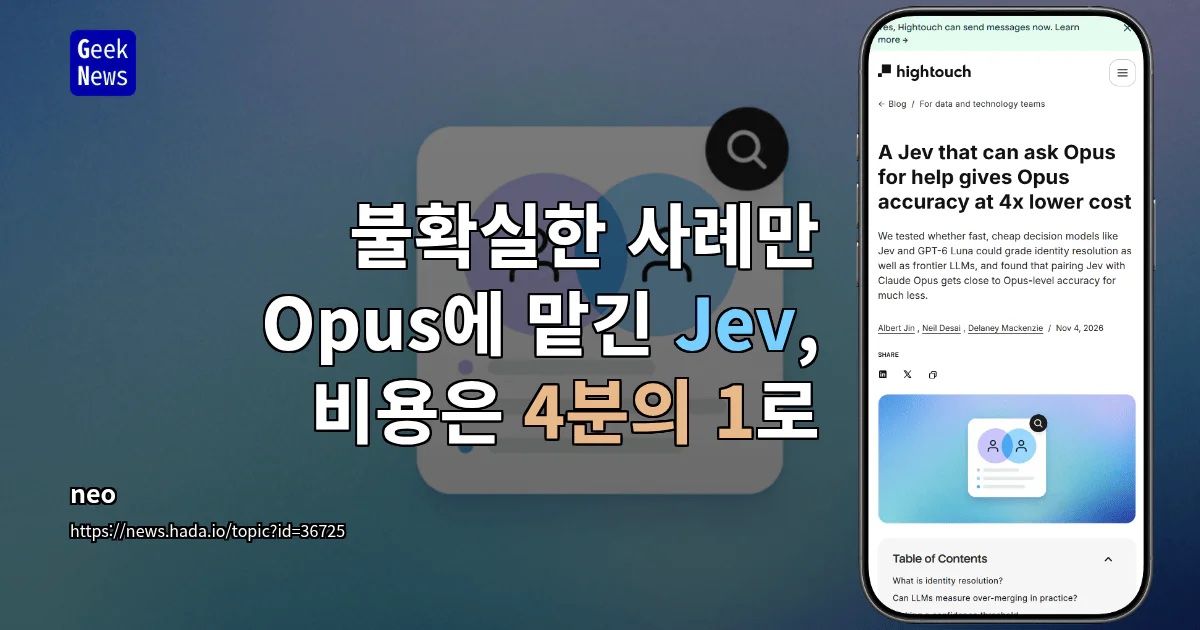 Geek
News
불확실한 사례만
Opus에 맡긴 Jev,
비용은 4분의 1로
neo
https://news.hada.io/topic?id=36725
es, Hightouch can send messages now. Learn
more →
hightouch
← Blog / For data and technology teams
A Jev that can ask Opus
for help gives Opus
accuracy at 4x lower cost
We tested whether fast, cheap decision models like
Jev and GPT-6 Luna could grade identity resolution as
well as frontier LLMs, and found that pairing Jev with
Claude Opus gets close to Opus-level accuracy for
much less.
Albert Jin , Neil Desai , Delaney Mackenzie / Nov 4, 2026
SHARE
Table of Contents
What is identity resolution?
Can LLMs measure over-merging in practice?